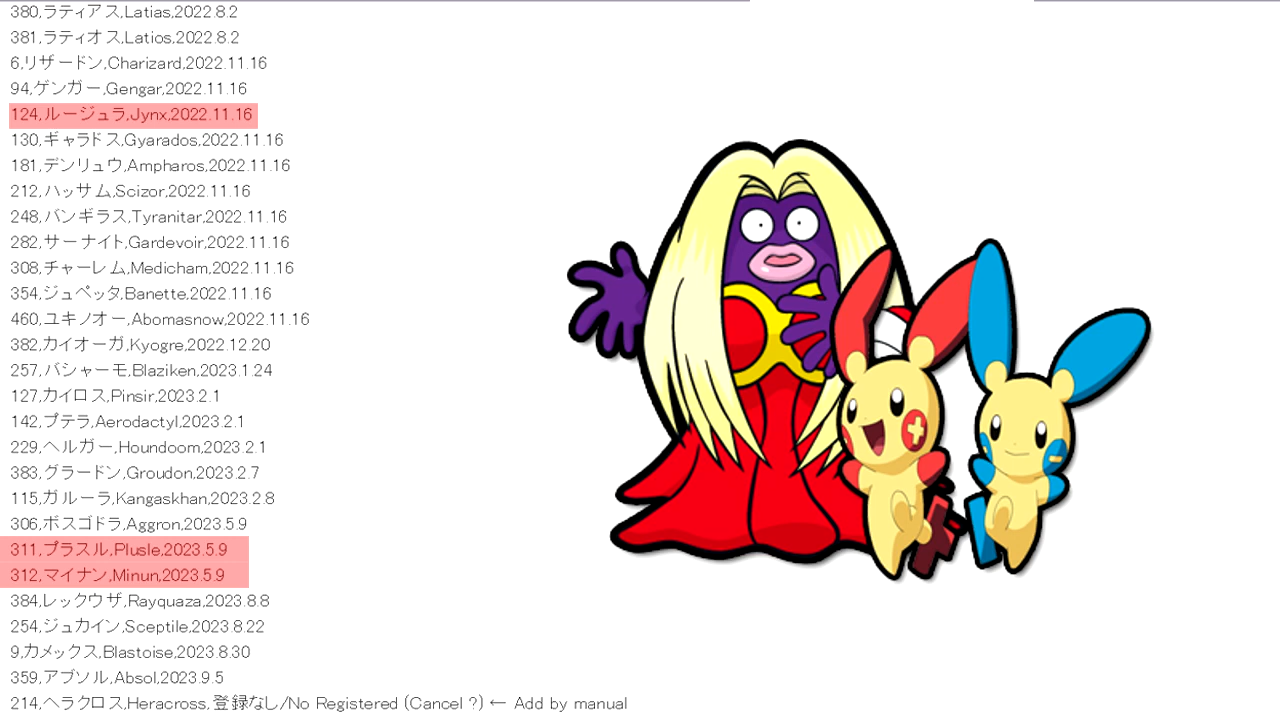 380,ラティアス,Latias,2022.8.2
381,ラティオス,Latios,2022.8.2
6,リザードン,Charizard,2022.11.16
94,ゲンガー,Gengar,2022.11.16
124,ルージュラ,Jynx,2022.11.16
130,ギャラドス,Gyarados,2022.11.16
181,デンリュウ,Ampharos,2022.11.16
212,ハッサム,Scizor,2022.11.16
248,バンギラス,Tyranitar,2022.11.16
282,サーナイト,Gardevoir,2022.11.16
308,チャーレム,Medicham,2022.11.16
354,ジュペッタ,Banette,2022.11.16
460,ユキノオー,Abomasnow,2022.11.16
382,カイオーガ,Kyogre,2022.12.20
257,バシャーモ,Blaziken,2023.1.24
127,カイロス,Pinsir,2023.2.1
142,プテラ,Aerodactyl,2023.2.1
229,ヘルガー,Houndoom,2023.2.1
383,グラードン,Groudon,2023.2.7
115,ガルーラ,Kangaskhan,2023.2.8
306,ボスゴドラ,Aggron,2023.5.9
311,プラスル,Plusle,2023.5.9
312,マイナン,Minun,2023.5.9
384,レックウザ,Rayquaza,2023.8.8
254,ジュカイン,Sceptile,2023.8.22
9,カメックス,Blastoise,2023.8.30
359,アブソル,Absol,2023.9.5
214,ヘラクロス,Heracross,登録なし/No Registered (Cancel ?) ← Add by manual